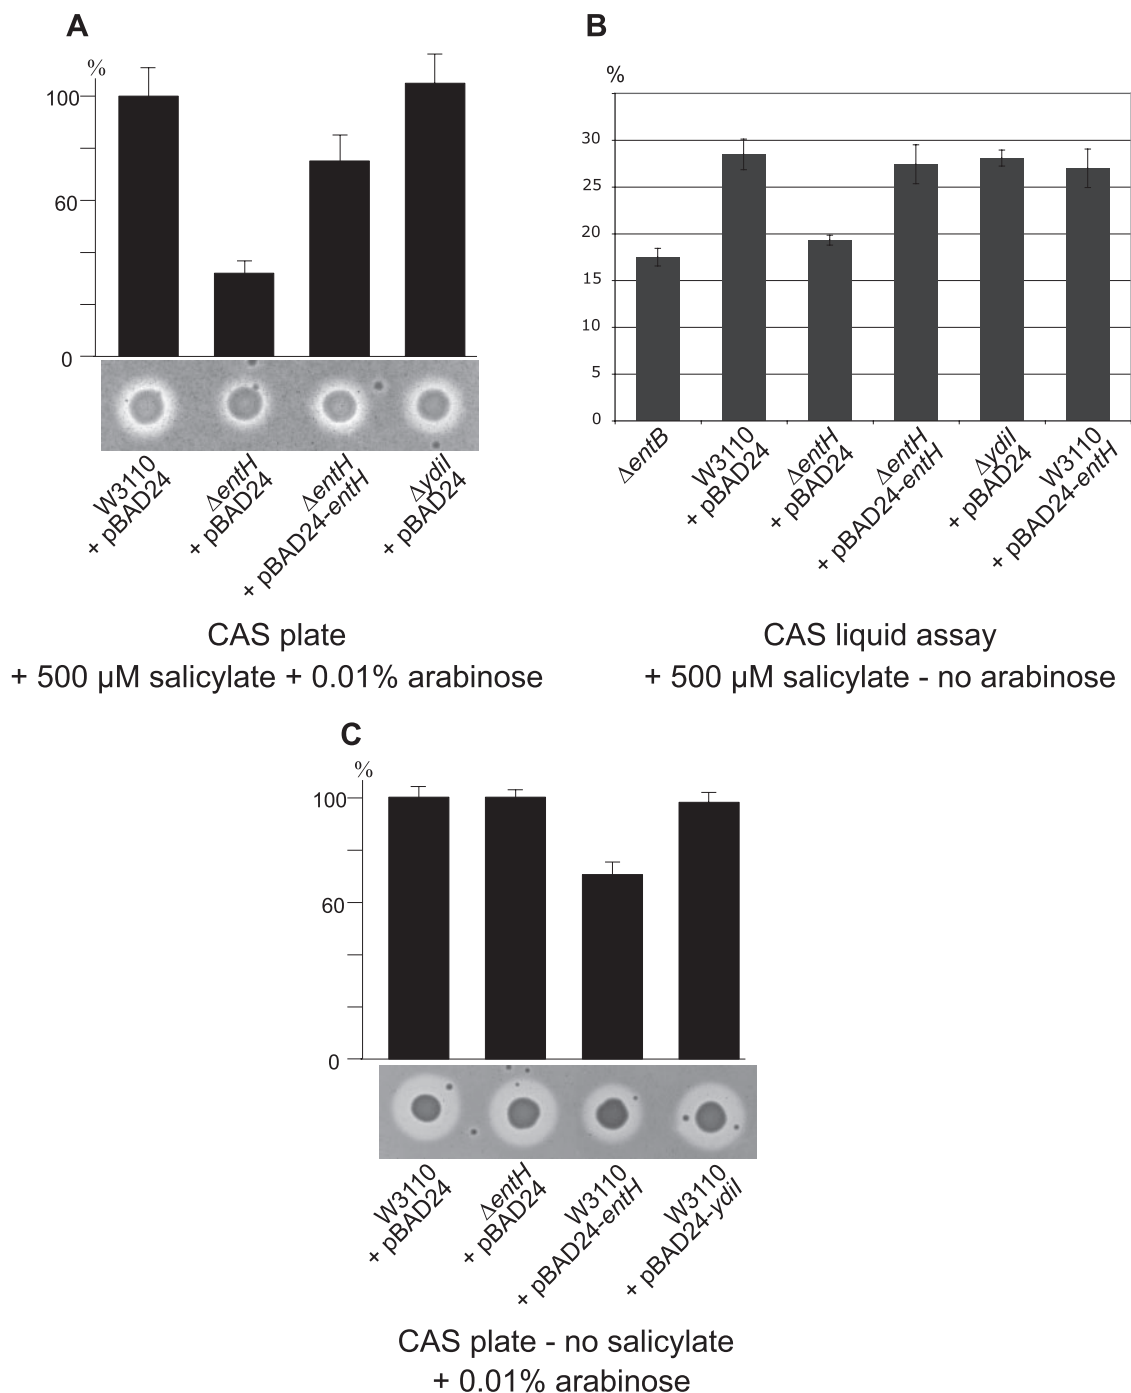 A
%
100
60
0
W3110
+ pBAD24
ΔentH
+ pBAD24
ΔentH
+ pBAD24-entH
ΔydiI
+ pBAD24
CAS plate
+ 500 µM salicylate + 0.01% arabinose
B
%
30
25
20
15
10
5
0
ΔentB
W3110
+ pBAD24
ΔentH
+ pBAD24
ΔentH
+ pBAD24-entH
ΔydiI
+ pBAD24
W3110
+ pBAD24-entH
CAS liquid assay
+ 500 µM salicylate - no arabinose
C
%
100
60
0
W3110
+ pBAD24
ΔentH
+ pBAD24
W3110
+ pBAD24-entH
W3110
+ pBAD24-ydiI
CAS plate - no salicylate
+ 0.01% arabinose